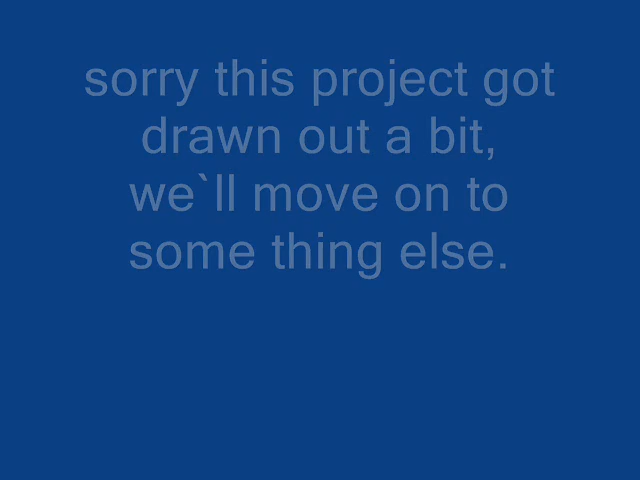 sorry this project got
drawn out a bit,
we`ll move on to
some thing else.